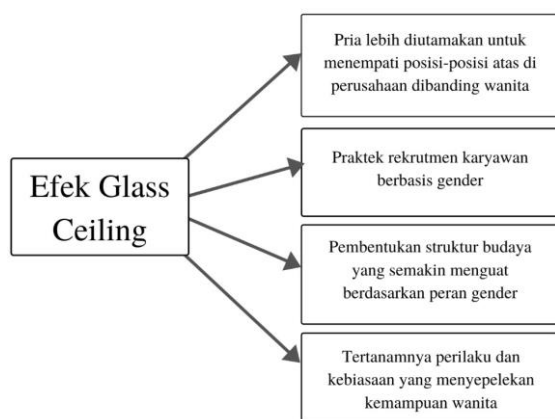 Efek Glass
Ceiling
Pria lebih diutamakan untuk
menempati posisi-posisi atas di
perusahaan dibanding wanita
Praktek rekrutmen karyawan
berbasis gender
Pembentukan struktur budaya
yang semakin menguat
berdasarkan peran gender
Tertanamnya perilaku dan
kebiasaan yang menyepelekan
kemampuan wanita